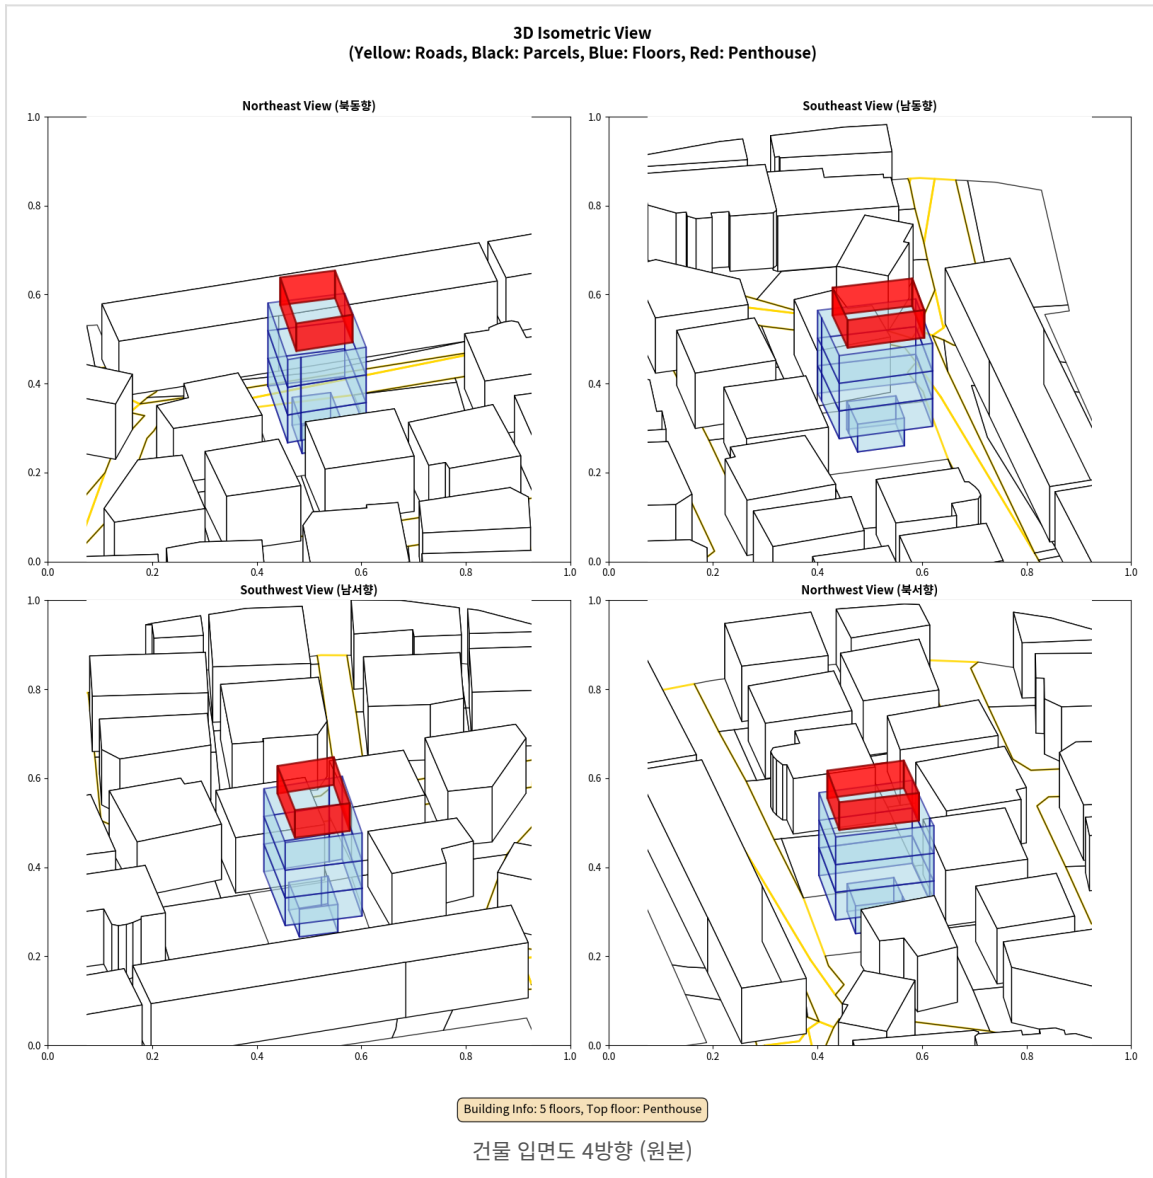 3D Isometric View
(Yellow: Roads, Black: Parcels, Blue: Floors, Red: Penthouse)
Northeast View (북동향)
1.0
0.8
0.6
0.4
0.2
0.0
0.0 0.2 0.4 0.6 0.8 1.0
Southeast View (남동향)
1.0
0.8
0.6
0.4
0.2
0.0
0.0 0.2 0.4 0.6 0.8 1.0
Southwest View (남서향)
1.0
0.8
0.6
0.4
0.2
0.0
0.0 0.2 0.4 0.6 0.8 1.0
Northwest View (북서향)
1.0
0.8
0.6
0.4
0.2
0.0
0.0 0.2 0.4 0.6 0.8 1.0
Building Info: 5 floors, Top floor: Penthouse
건물 입면도 4방향 (원본)